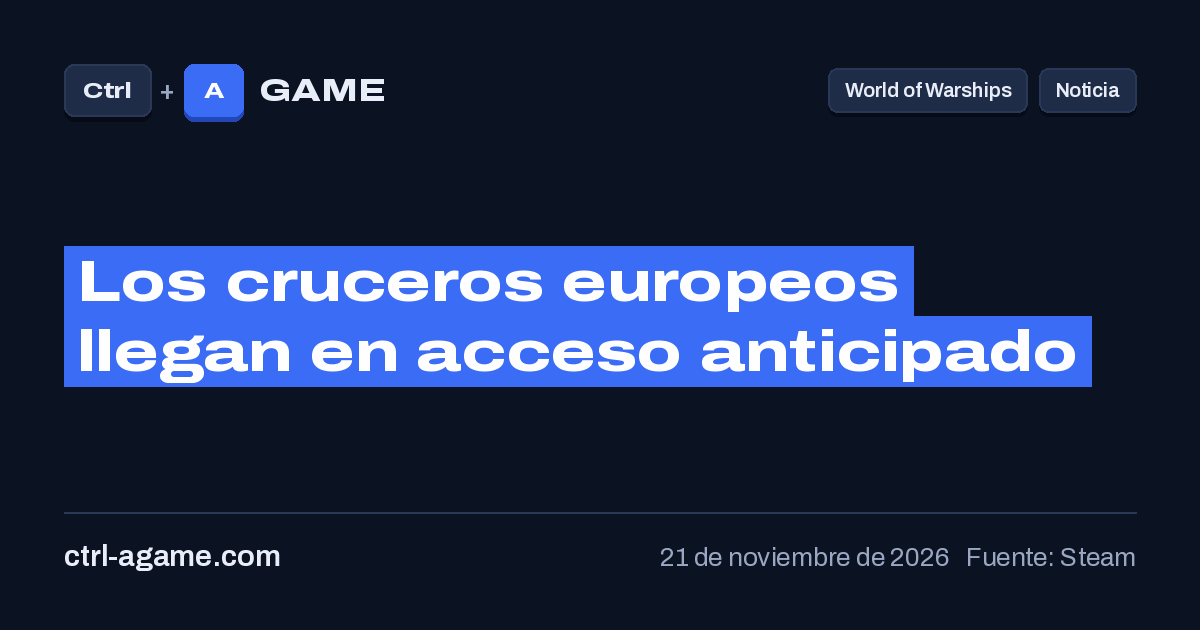 Ctrl + A GAME
World of Warships Noticia
Los cruceros europeos
llegan en acceso anticipado
ctrl-agame.com
21 de noviembre de 2026 Fuente: Steam